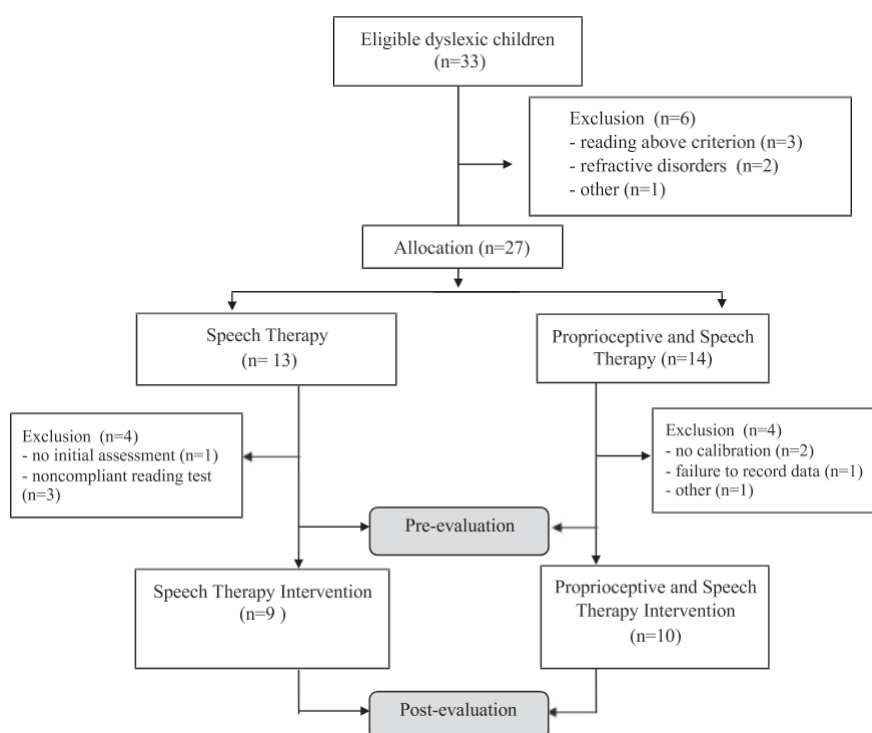 Eligible dyslexic children
(n=33)
Exclusion (n=6)
- reading above criterion (n=3)
- refractive disorders (n=2)
- other (n=1)
Allocation (n=27)
Speech Therapy
(n= 13)
Proprioceptive and Speech
Therapy (n=14)
Exclusion (n=4)
- no initial assessment (n=1)
- noncompliant reading test
(n=3)
Exclusion (n=4)
- no calibration (n=2)
- failure to record data (n=1)
- other (n=1)
Pre-evaluation
Speech Therapy Intervention
(n=9 )
Proprioceptive and Speech
Therapy Intervention
(n=10)
Post-evaluation